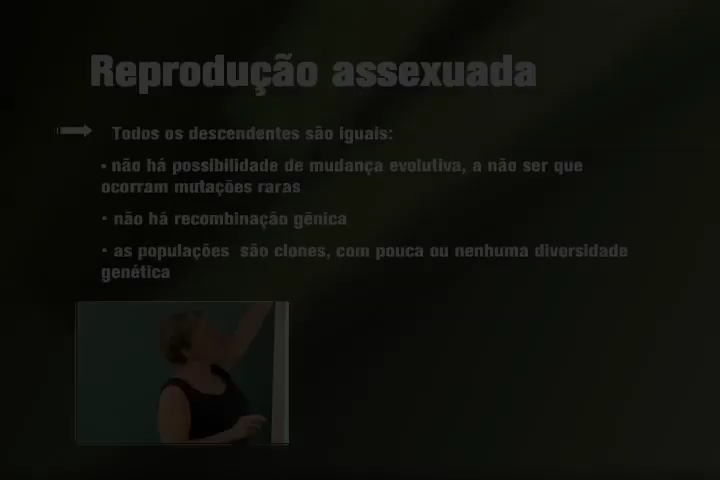 Reprodução assexuada
Todos os descendentes são iguais:
• não há possibilidade de mudança evolutiva, a não ser que
ocorram mutações raras
• não há recombinação gênica
• as populações são clones, com pouca ou nenhuma diversidade
genética